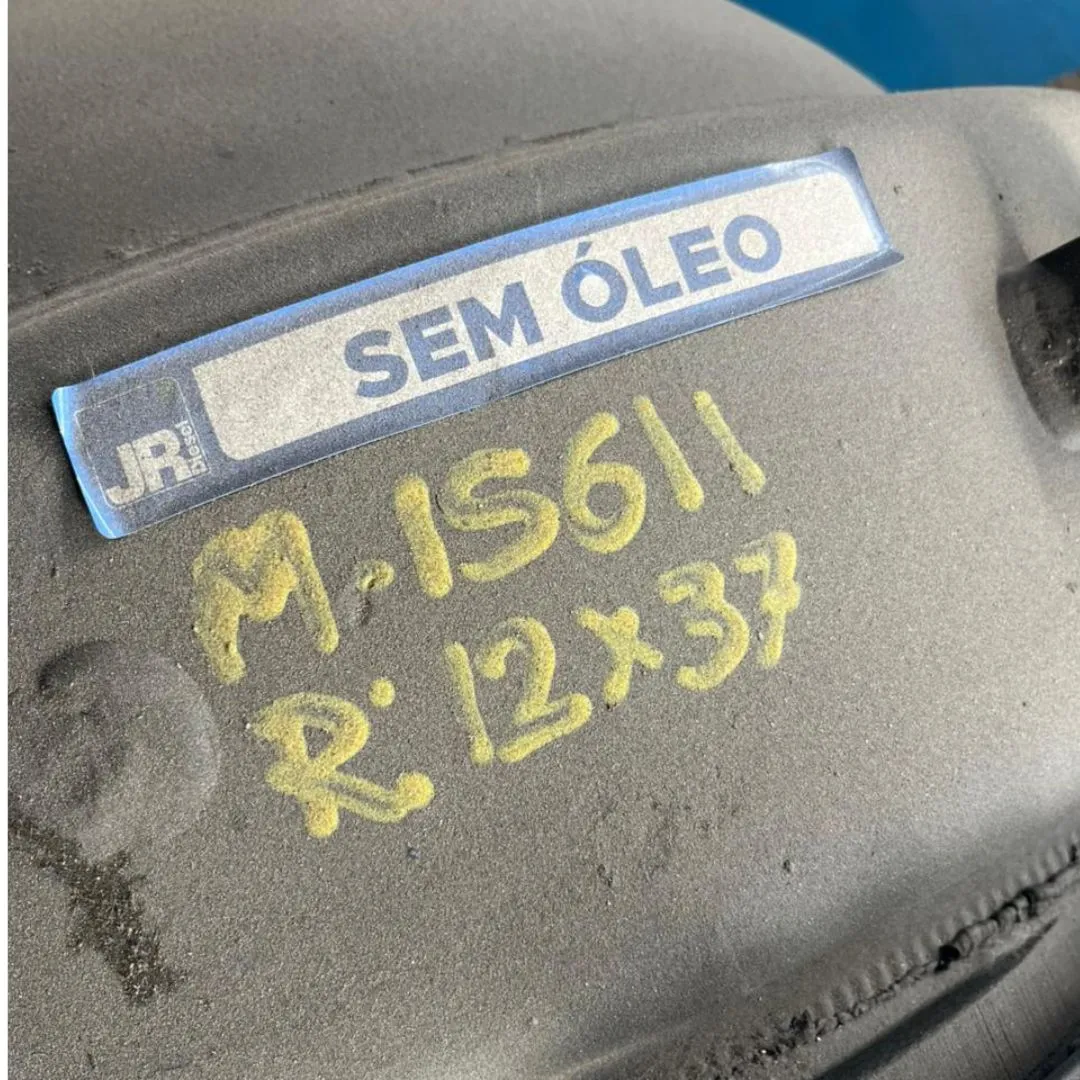 SEM ÓLEO
JR Diesel
M.15611
R: 12x37